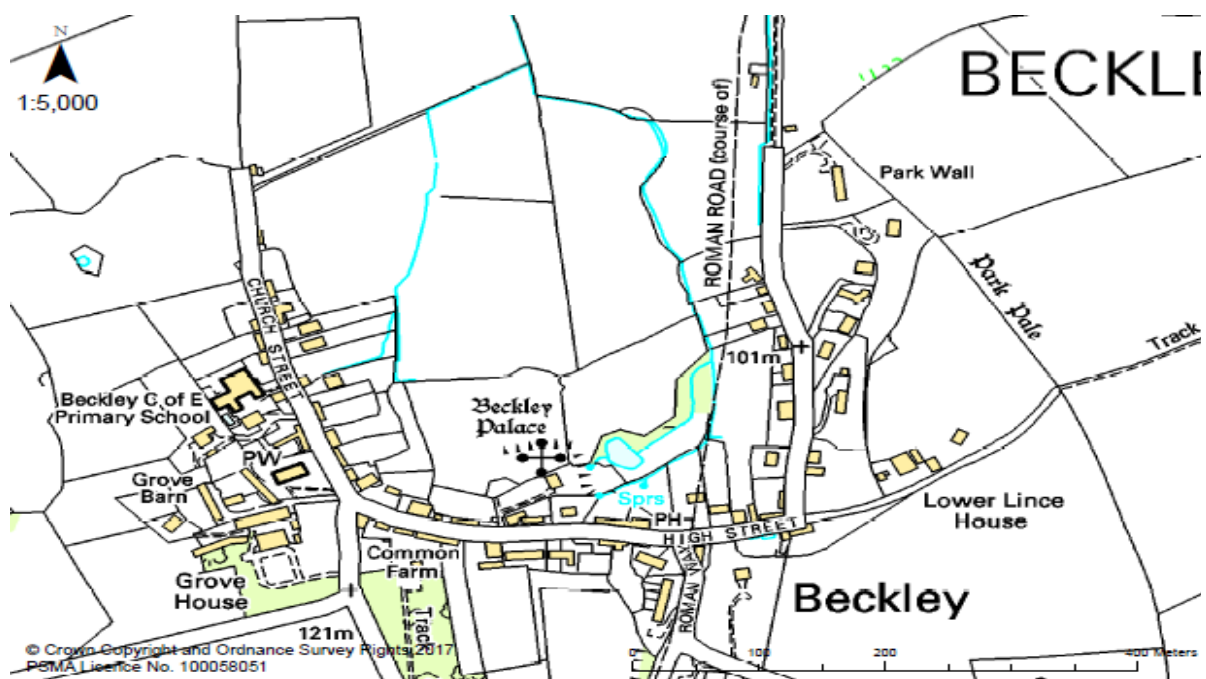 N
1:5,000
BECKLE
ROMAN ROAD (course of)
Park Wall
Park Pale
Track
CHURCH STREET
101m
Beckley C of E
Primary School
Beckley
Palace
PW
Grove
Barn
Sprs
PH
HIGH STREET
Lower Lince
House
Common
Farm
Grove
House
ROMAN WAY
Beckley
Track
121m
© Crown Copyright and Ordnance Survey Rights 2017
PSMA Licence No. 100058051
0
100
200
400 Meters